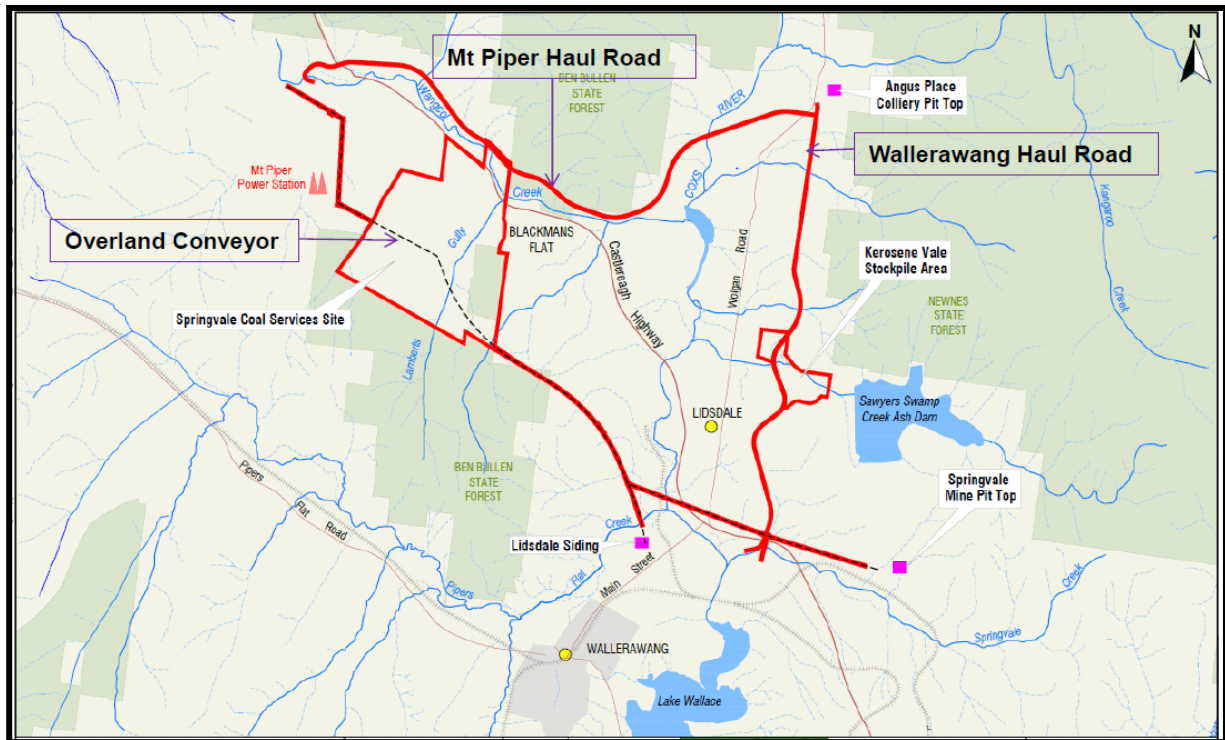 N
Mt Piper Haul Road
BEN BULLEN
STATE
FOREST
Angus Place
Colliery Pit Top
Wangcol
RIVER
COXS
Wallerawang Haul Road
Mt Piper
Power Station
Creek
Kangaroo
Creek
Overland Conveyor
Gully
BLACKMANS
FLAT
Castlereagh
Highway
Wolgan Road
Kerosene Vale
Stockpile Area
NEWNES
STATE
FOREST
Springvale Coal Services Site
Lamberts
Sawyers Swamp
Creek Ash Dam
LIDSDALE
BEN BULLEN
STATE
FOREST
Pipers
Flat
Road
Springvale
Mine Pit Top
Creek
Lidsdale Siding
Flat
Main Street
Pipers
Creek
Springvale
WALLERAWANG
Lake Wallace